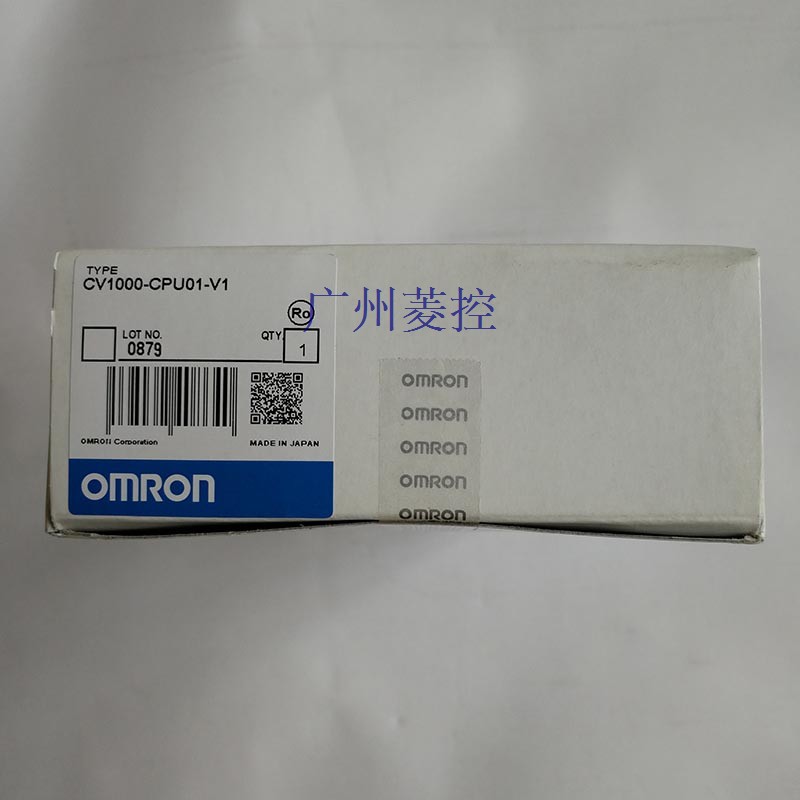 TYPE
CV1000-CPU01-V1
Ro
广州菱控
LOT NO.
0879
QTY.
1
OMRON Corporation
MADE IN JAPAN
OMRON
OMRON
OMRON
OMRON
OMRON
OMRON